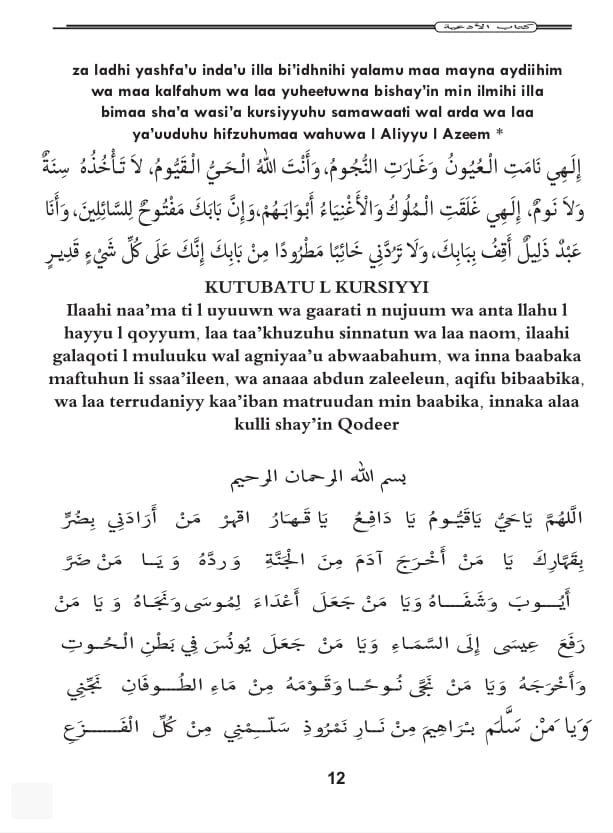 كتاب الأدعية
za ladhi yashfa’u inda’u illa bi’idhnihi yalamu maa mayna aydiihim
wa maa kalfahum wa laa yuheetuwna bishay’in min ilmihi illa
bimaa sha’a wasi’a kursiyyuhu samawaati wal arda wa laa
ya’uuduhu hifzuhumaa wahuwa l Aliyyu l Azeem *
إِلَهِي نَامَتِ الْعُيُونُ وَغَارَتِ النُّجُومُ، وَأَنْتَ اللهُ الْحَيُّ الْقَيُّومُ، لاَ تَأْخُذُهُ سِنَةٌ
وَلاَ نَوْمٌ، إِلَهِي غَلَقَتِ الْمُلُوكُ وَالْأَغْنِيَاءُ أَبْوَابَهُمْ،وَإِنَّ بَابَكَ مَفْتُوحٌ لِلسَّائِلِينَ، وَأَنَا
عَبْدٌ ذَلِيلٌ أَقِفُ بِبَابِكَ، وَلاَ تَرُدَّنِي خَائِبًا مَطْرُودًا مِنْ بَابِكَ إِنَّكَ عَلَى كُلِّ شَيْءٍ قَدِيرٍ
KUTUBATU L KURSIYYI
Ilaahi naa’ma ti l uyuuwn wa gaarati n nujuum wa anta llahu l
hayyu l qoyyum, laa taa’khuzuhu sinnatun wa laa naom, ilaahi
galaqoti l muluuku wal agniyaa’u abwaabahum, wa inna baabaka
maftuhun li ssaa’ileen, wa anaaa abdun zaleeleun, aqifu bibaabika,
wa laa terrudaniyy kaa’iban matruudan min baabika, innaka alaa
kulli shay’in Qodeer
بسم الله الرحمان الرحيم
اللَّهُمَّ يَاحَيُّ يَاقَيُّومُ يَا دَافِعُ يَا قَهَارُ اقهرْ مَنْ أَرَادَنِي بِضُرٍّ
بِقَهَّارِكَ يَا مَنْ أَخْرَجَ آدَمَ مِنَ الْجَنَّةِ وَرِدَّهُ وَيَا مَنْ ضَرَّ
أَيُّوبَ وَشَفَاهُ وَيَا مَنْ جَعَلَ أَعْدَاءَ لِمُوسَى وَنَجَاهُ وَيَا مَنْ
رَفَعَ عِيسَى إِلَى السَّمَاءِ وَيَا مَنْ جَعَلَ يُونُسَ فِي بَطْنِ الْحُوتِ
وَأَخْرَجَهُ وَيَا مَنْ نَجَّى نُوحًا وَقَوْمَهُ مِنْ مَاءِ الطُّوفَانِ نَجِّنِي
وَيَا مَنْ سَلَّمَ بْرَاهِيمَ مِنْ نَارِ نَمْرُوذِ سَلِّمْنِي مِنْ كُلِّ الْفَزَعِ
12